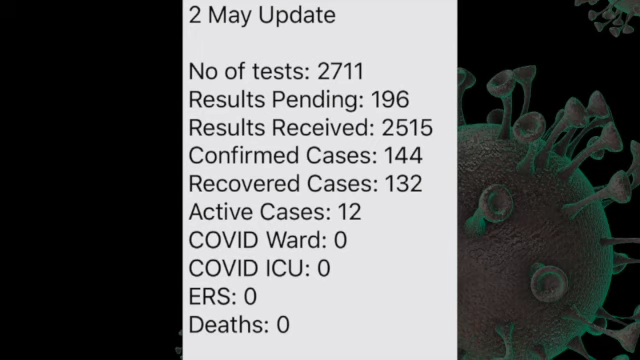 2 May Update
No of tests: 2711
Results Pending: 196
Results Received: 2515
Confirmed Cases: 144
Recovered Cases: 132
Active Cases: 12
COVID Ward: 0
COVID ICU: 0
ERS: 0
Deaths: 0